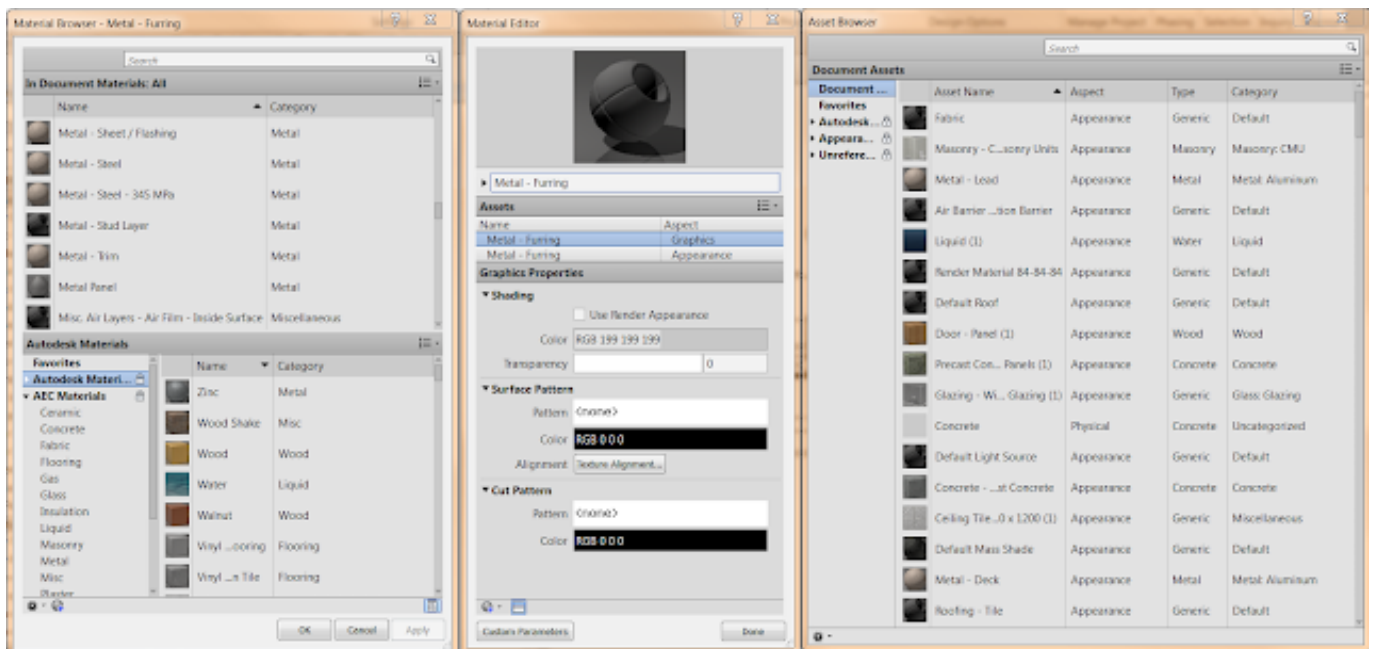 Material Browser - Metal - Furring
Search
In Document Materials: All
Name Category
Metal - Sheet / Flashing Metal
Metal - Steel Metal
Metal - Steel - 345 MPa Metal
Metal - Stud Layer Metal
Metal - Trim Metal
Metal Panel Metal
Misc. Air Layers - Air Film - Inside Surface Miscellaneous
Autodesk Materials
Favorites
Autodesk Materi...
AEC Materials
Ceramic
Concrete
Fabric
Flooring
Gas
Glass
Insulation
Liquid
Masonry
Metal
Misc
Plaster
Name Category
Zinc Metal
Wood Shake Misc
Wood Wood
Water Liquid
Walnut Wood
Vinyl ...ooring Flooring
Vinyl ...n Tile Flooring
OK Cancel Apply
Material Editor
Metal - Furring
Assets
Name Aspect
Metal - Furring Graphics
Metal - Furring Appearance
Graphics Properties
Shading
Use Render Appearance
Color RGB 199 199 199
Transparency 0
Surface Pattern
Pattern <none>
Color RGB 0 0 0
Alignment Texture Alignment...
Cut Pattern
Pattern <none>
Color RGB 0 0 0
Custom Parameters Done
Asset Browser
Search
Document Assets
Document ...
Favorites
Autodesk...
Appeara...
Unrefere...
Asset Name Aspect Type Category
Fabric Appearance Generic Default
Masonry - C...sonry Units Appearance Masonry Masonry: CMU
Metal - Lead Appearance Metal Metal: Aluminum
Air Barrier ...tion Barrier Appearance Generic Default
Liquid (1) Appearance Water Liquid
Render Material 84-84-84 Appearance Generic Default
Default Roof Appearance Generic Default
Door - Panel (1) Appearance Wood Wood
Precast Con... Panels (1) Appearance Concrete Concrete
Glazing - Wi... Glazing (1) Appearance Generic Glass: Glazing
Concrete Physical Concrete Uncategorized
Default Light Source Appearance Generic Default
Concrete - ...st Concrete Appearance Concrete Concrete
Ceiling Tile...0 x 1200 (1) Appearance Generic Miscellaneous
Default Mass Shade Appearance Generic Default
Metal - Deck Appearance Metal Metal: Aluminum
Roofing - Tile Appearance Generic Default